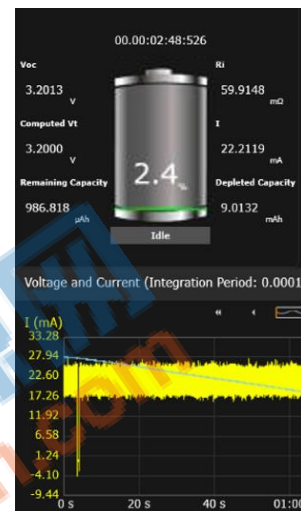 00.00:02:48:526
Voc
Ri
3.2013 V
59.9148 mΩ
Computed Vt
I
3.2000 V
22.2119 mA
2.4 %
Remaining Capacity
Depleted Capacity
986.818 µAh
9.0132 mAh
Idle
Voltage and Current (Integration Period: 0.0001
I (mA)
33.28
27.94
22.60
17.26
11.92
6.58
1.24
-4.10
-9.44
0 s 20 s 40 s 01:00